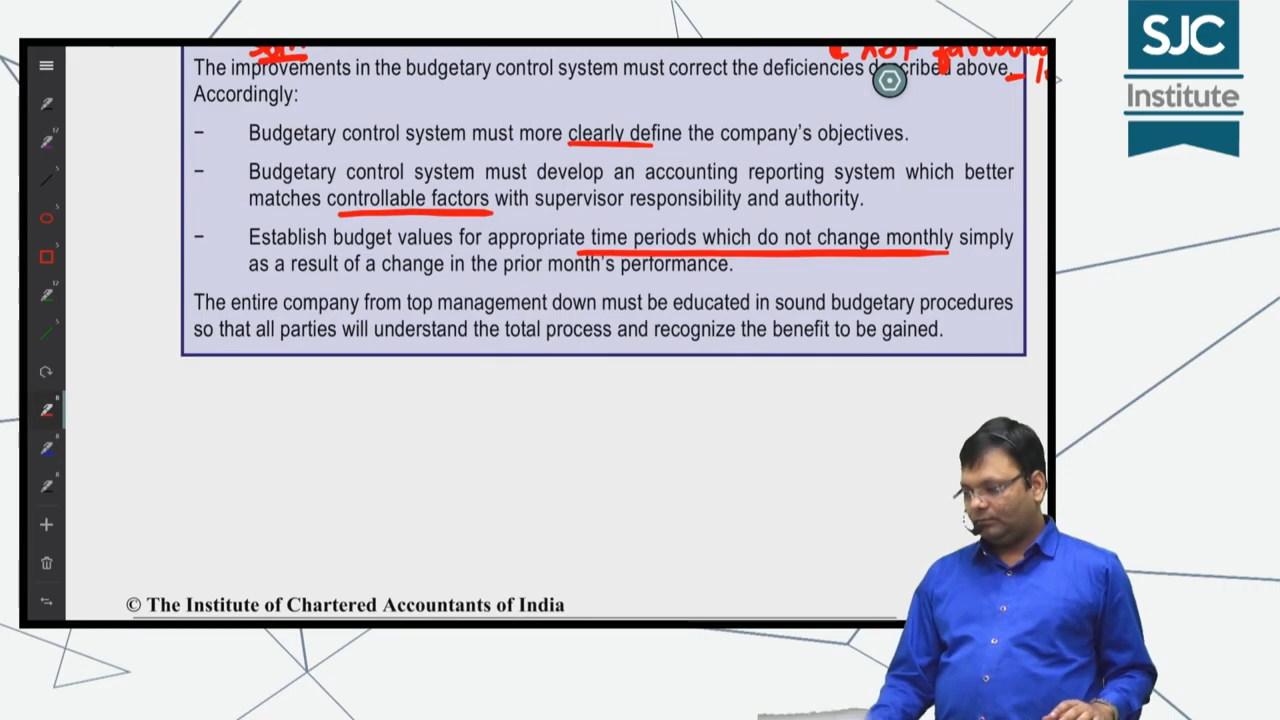 SJC
Institute
The improvements in the budgetary control system must correct the deficiencies described above.
Accordingly:
− Budgetary control system must more clearly define the company's objectives.
− Budgetary control system must develop an accounting reporting system which better
matches controllable factors with supervisor responsibility and authority.
− Establish budget values for appropriate time periods which do not change monthly simply
as a result of a change in the prior month's performance.
The entire company from top management down must be educated in sound budgetary procedures
so that all parties will understand the total process and recognize the benefit to be gained.
© The Institute of Chartered Accountants of India